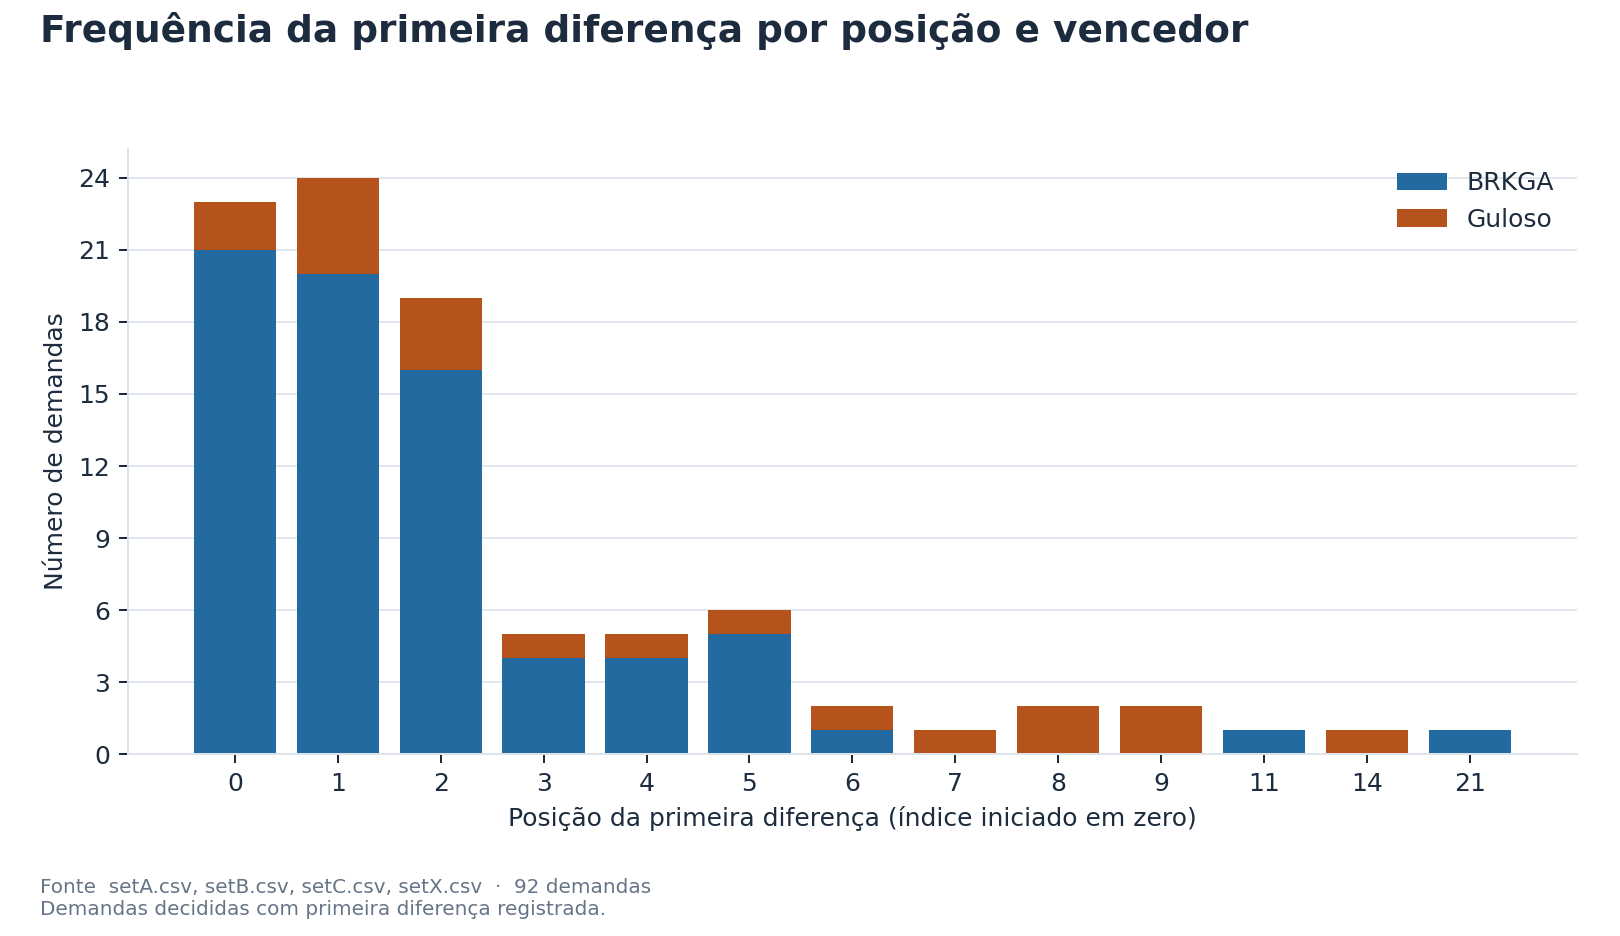 Frequência da primeira diferença por posição e vencedor
BRKGA
Guloso
Número de demandas
24
21
18
15
12
9
6
3
0
0 1 2 3 4 5 6 7 8 9 11 14 21
Posição da primeira diferença (índice iniciado em zero)
Fonte  setA.csv, setB.csv, setC.csv, setX.csv · 92 demandas
Demandas decididas com primeira diferença registrada.